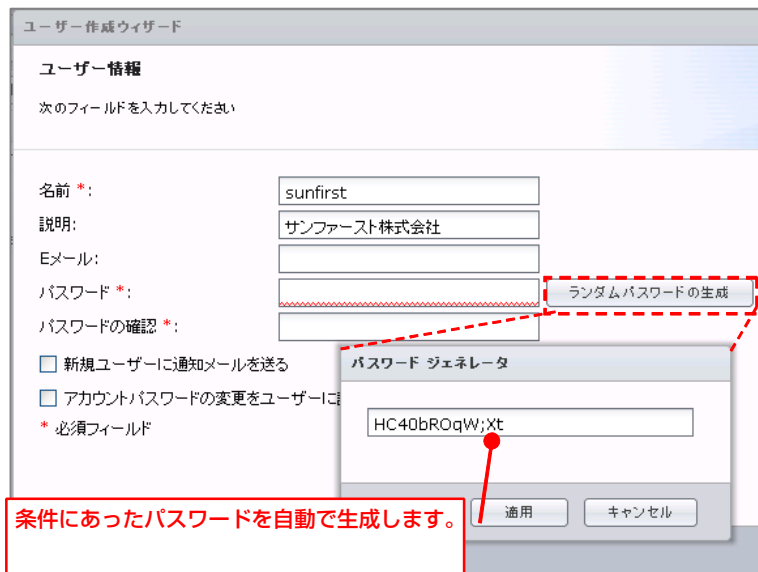 ユーザー作成ウィザード
ユーザー情報
次のフィールドを入力してください
名前 *:
sunfirst
説明:
サンファースト株式会社
Eメール:
パスワード *:
ランダムパスワードの生成
パスワードの確認 *:
新規ユーザーに通知メールを送る
アカウントパスワードの変更をユーザーに
* 必須フィールド
パスワード ジェネレータ
HC40bROqW;Xt
適用
キャンセル
条件にあったパスワードを自動で生成します。